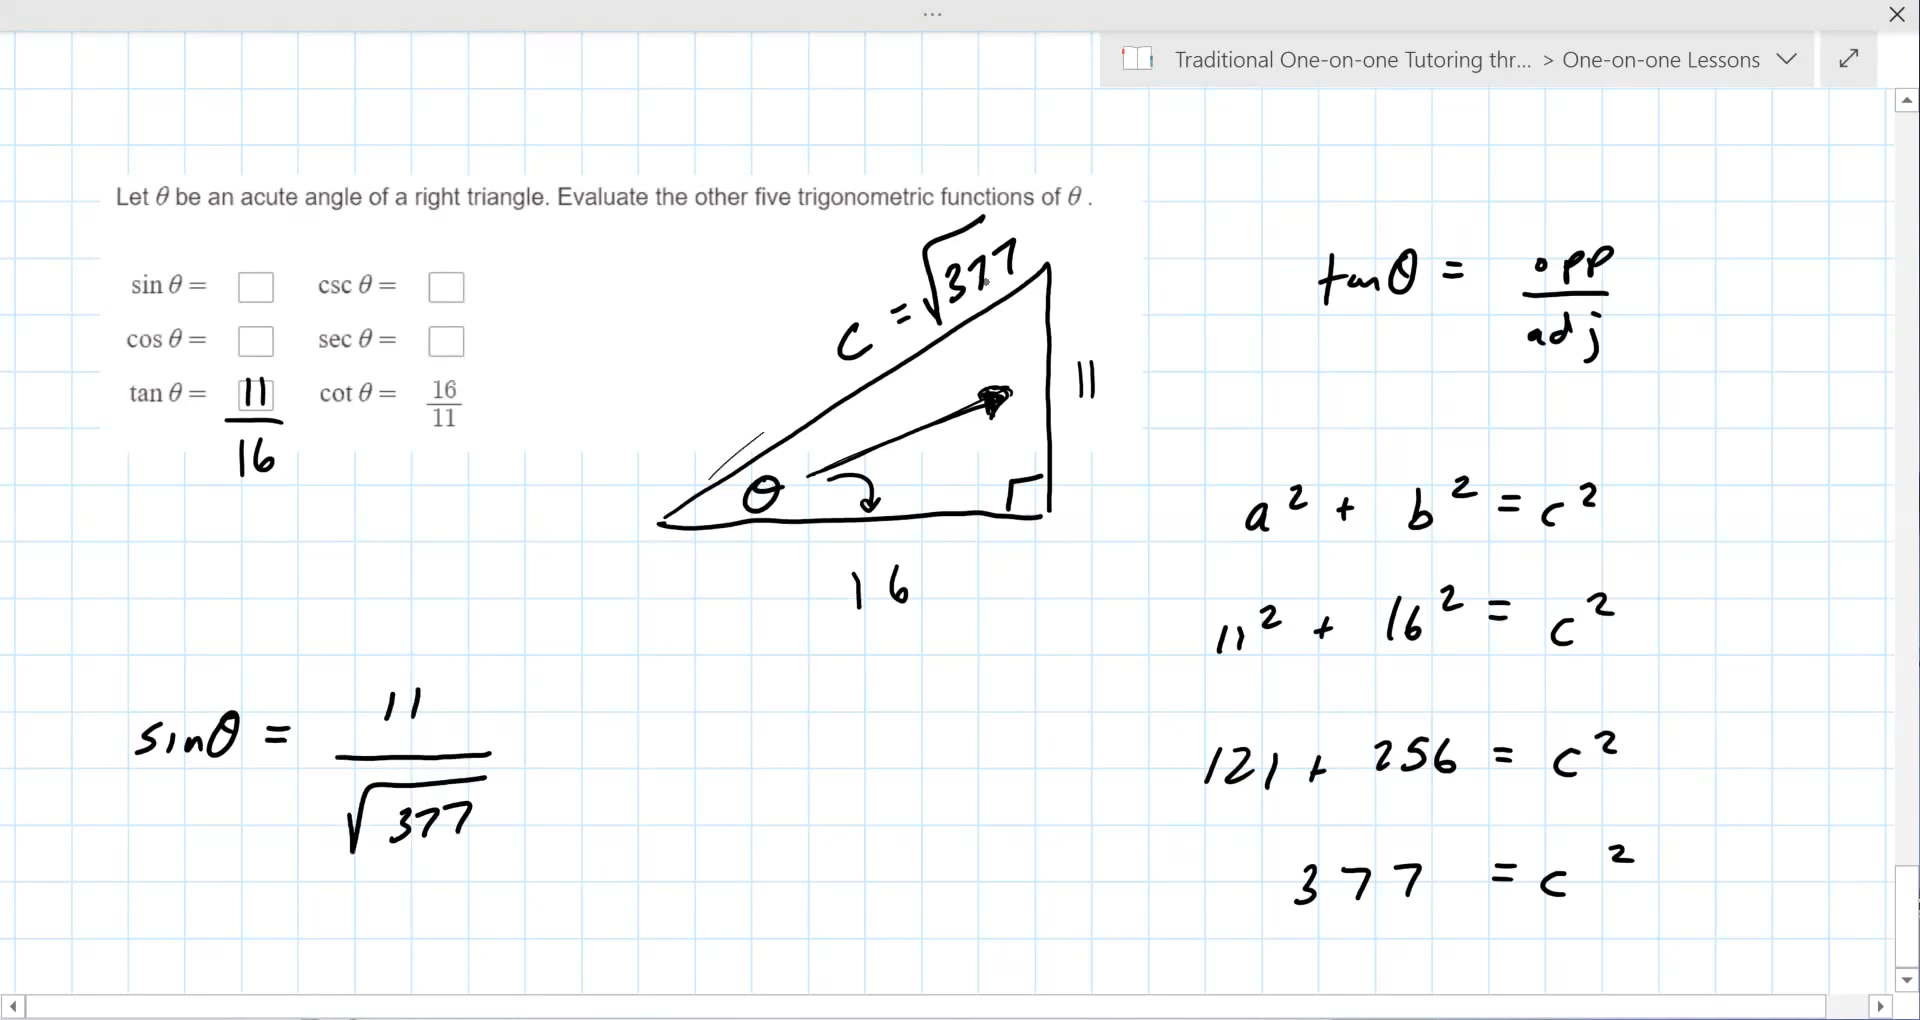 ...
Traditional One-on-one Tutoring thr... > One-on-one Lessons
Let θ be an acute angle of a right triangle. Evaluate the other five trigonometric functions of θ .
sin θ =
csc θ =
cos θ =
sec θ =
tan θ = 11/16
cot θ = 16/11
c = √377
11
θ
16
tanθ = opp/adj
a² + b² = c²
11² + 16² = c²
121 + 256 = c²
377 = c²
sinθ = 11/√377